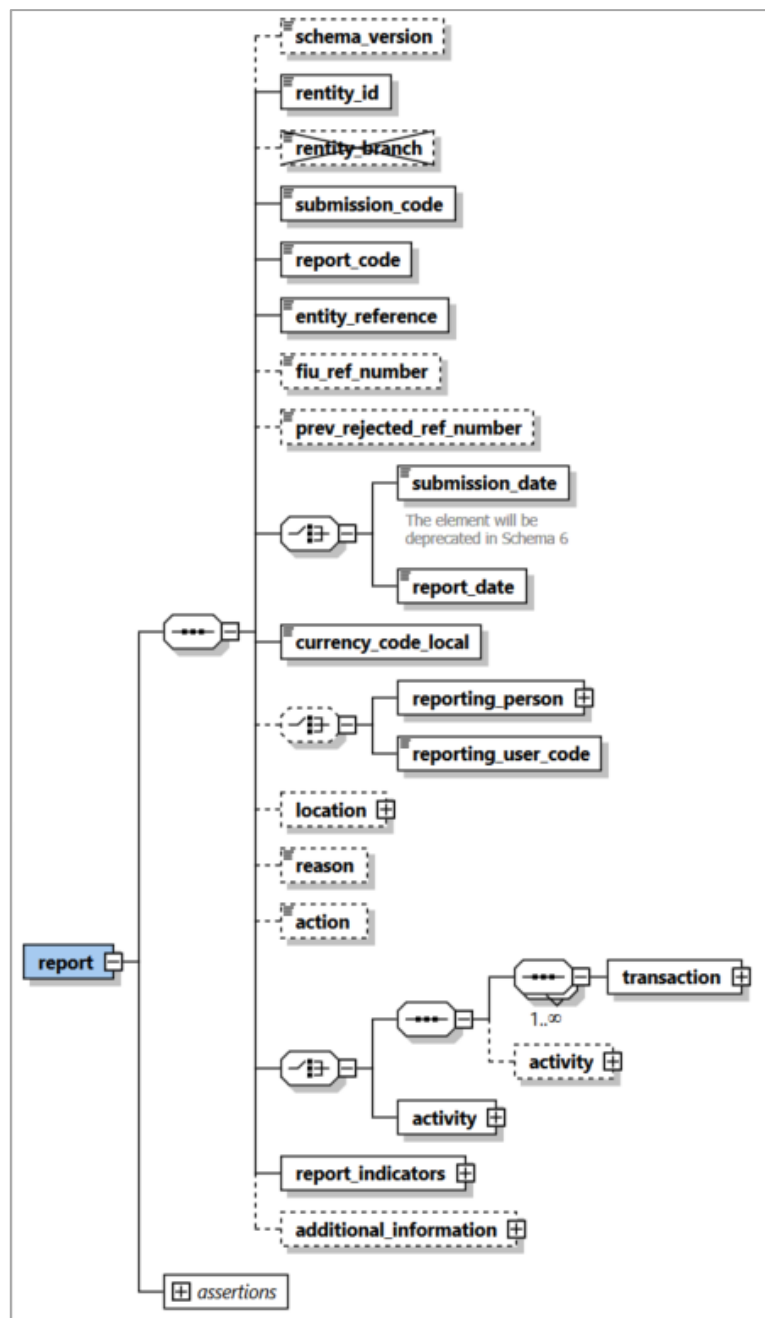 schema_version
rentity_id
rentity_branch
submission_code
report_code
entity_reference
fiu_ref_number
prev_rejected_ref_number
submission_date
The element will be
deprecated in Schema 6
report_date
currency_code_local
reporting_person
reporting_user_code
location
reason
action
report
transaction
1..∞
activity
activity
report_indicators
additional_information
assertions